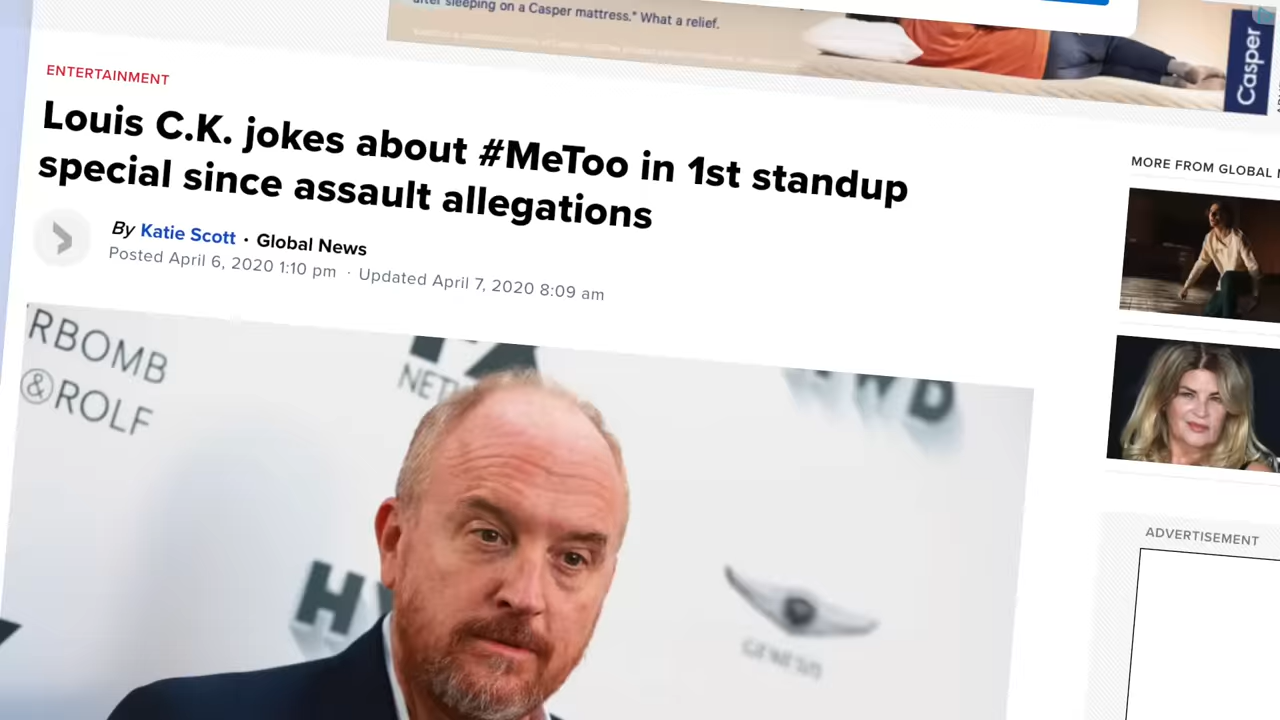 after sleeping on a Casper mattress.* What a relief.
Casper
ENTERTAINMENT
Louis C.K. jokes about #MeToo in 1st standup
special since assault allegations
By Katie Scott · Global News
Posted April 6, 2020 1:10 pm · Updated April 7, 2020 8:09 am
MORE FROM GLOBAL
RBOMB
&ROLF
GENESIS
ADVERTISEMENT